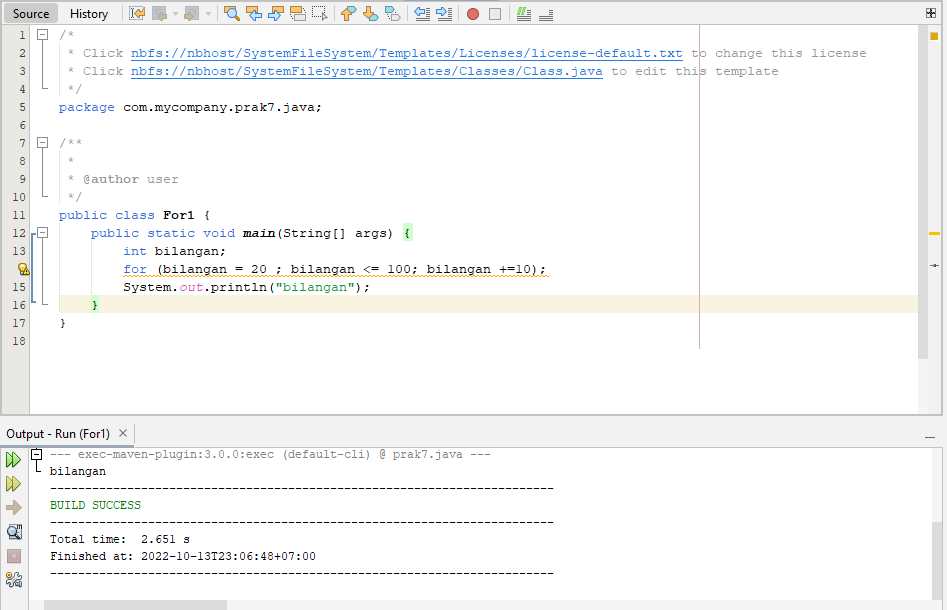 Source History
1 /*
2 * Click nbfs://nbhost/SystemFileSystem/Templates/Licenses/license-default.txt to change this license
3 * Click nbfs://nbhost/SystemFileSystem/Templates/Classes/Class.java to edit this template
4 */
5 package com.mycompany.prak7.java;
6
7 /**
8 *
9 * @author user
10 */
11 public class For1 {
12 public static void main(String[] args) {
13 int bilangan;
for (bilangan = 20 ; bilangan <= 100; bilangan +=10);
15 System.out.println("bilangan");
16 }
17 }
18
Output - Run (For1)
--- exec-maven-plugin:3.0.0:exec (default-cli) @ prak7.java ---
bilangan
------------------------------------------------------------------------
BUILD SUCCESS
------------------------------------------------------------------------
Total time:  2.651 s
Finished at: 2022-10-13T23:06:48+07:00
------------------------------------------------------------------------